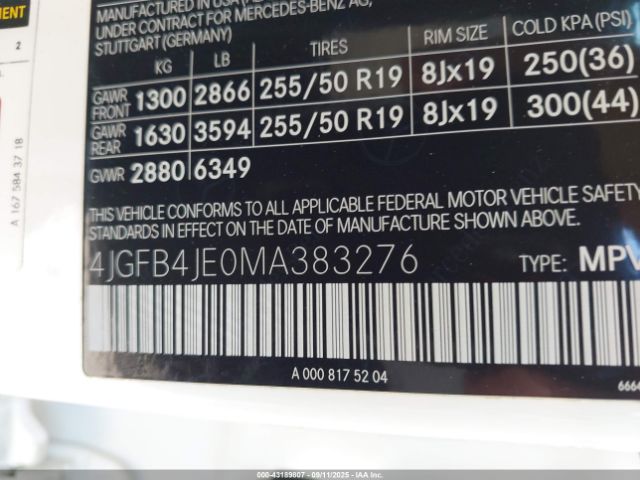 MANUFACTURED IN USA
UNDER CONTRACT FOR MERCEDES-BENZ AG,
STUTTGART (GERMANY)
KG LB TIRES RIM SIZE COLD KPA (PSI)
GAWR FRONT 1300 2866 255/50 R19 8Jx19 250(36)
GAWR REAR 1630 3594 255/50 R19 8Jx19 300(44)
GVWR 2880 6349
THIS VEHICLE CONFORMS TO ALL APPLICABLE FEDERAL MOTOR VEHICLE SAFETY
STANDARDS IN EFFECT ON THE DATE OF MANUFACTURE SHOWN ABOVE.
4JGFB4JE0MA383276 TYPE: MPV
A 000 817 52 04
6664
2
A 167 584 37 18
000-43189807 - 09/11/2025 - IAA Inc.